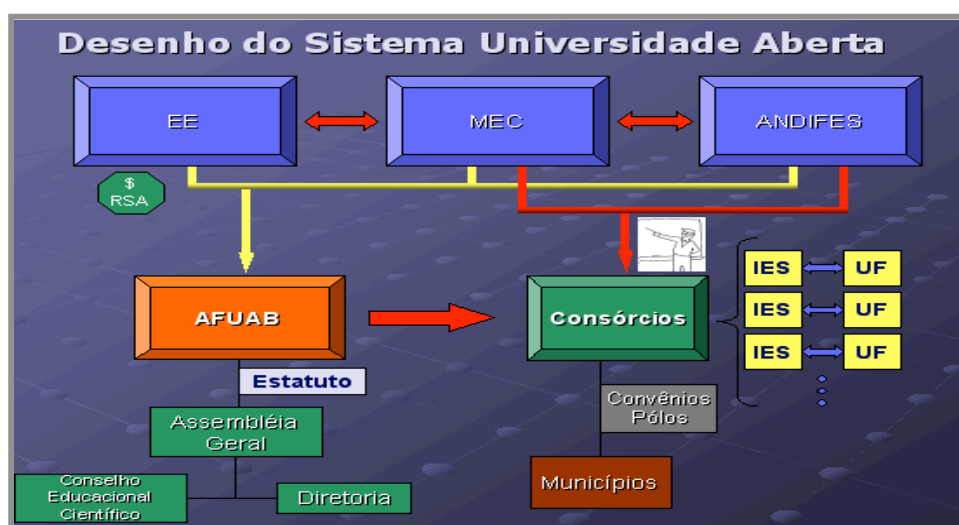 Desenho do Sistema Universidade Aberta
EE
MEC
ANDIFES
$
RSA
AFUAB
Consórcios
IES
UF
IES
UF
IES
UF
Estatuto
Assembléia
Geral
Conselho
Educacional
Científico
Diretoria
Convênios
Pólos
Municípios